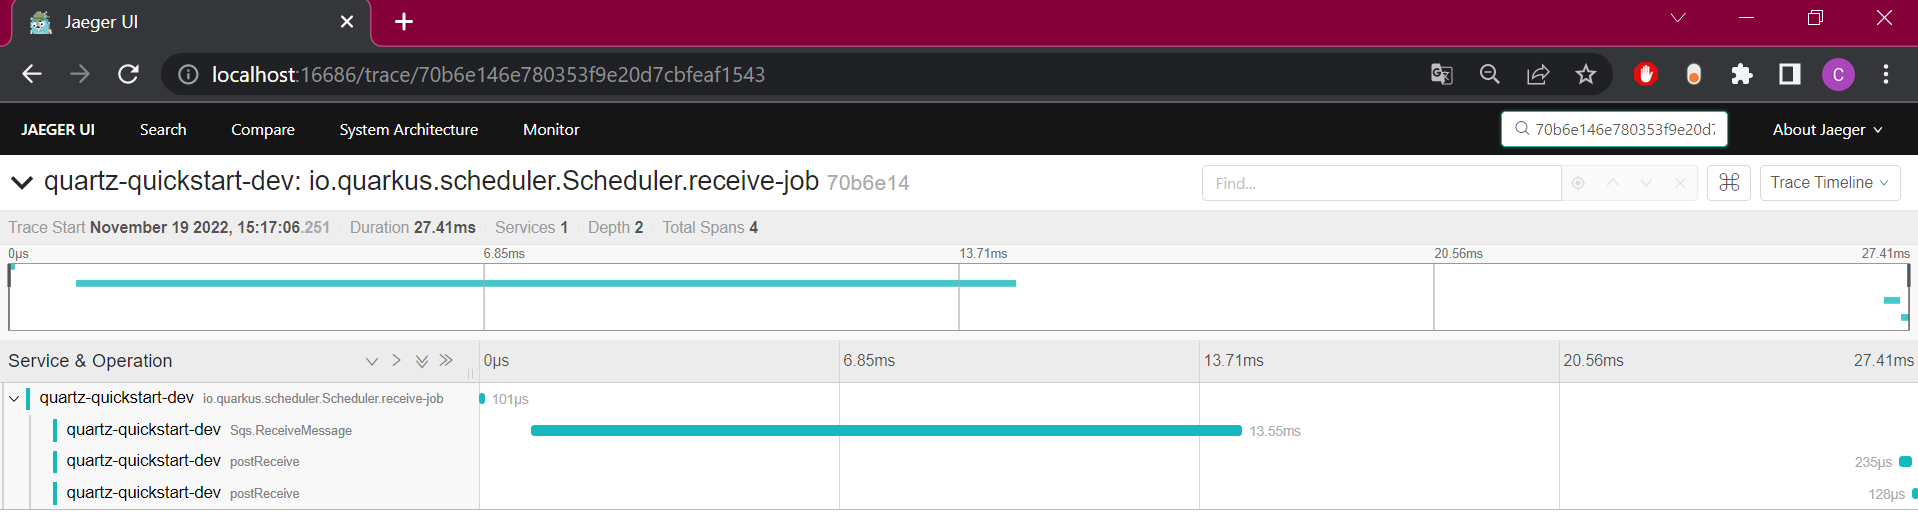 Jaeger UI
localhost:16686/trace/70b6e146e780353f9e20d7cbfeaf1543
C
JAEGER UI Search Compare System Architecture Monitor 70b6e146e780353f9e20d7 About Jaeger
quartz-quickstart-dev: io.quarkus.scheduler.Scheduler.receive-job 70b6e14 Find... Trace Timeline
Trace Start November 19 2022, 15:17:06.251 Duration 27.41ms Services 1 Depth 2 Total Spans 4
0μs 6.85ms 13.71ms 20.56ms 27.41ms
Service & Operation 0μs 6.85ms 13.71ms 20.56ms 27.41ms
quartz-quickstart-dev io.quarkus.scheduler.Scheduler.receive-job 101μs
quartz-quickstart-dev Sqs.ReceiveMessage 13.55ms
quartz-quickstart-dev postReceive 235μs
quartz-quickstart-dev postReceive 128μs